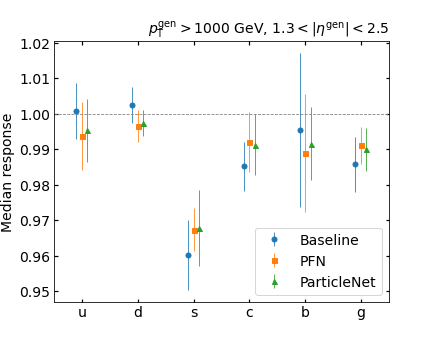 p_T^gen > 1000 GeV, 1.3 < |η^gen| < 2.5
Median response
1.02
1.01
1.00
0.99
0.98
0.97
0.96
0.95
u d s c b g
Baseline
PFN
ParticleNet